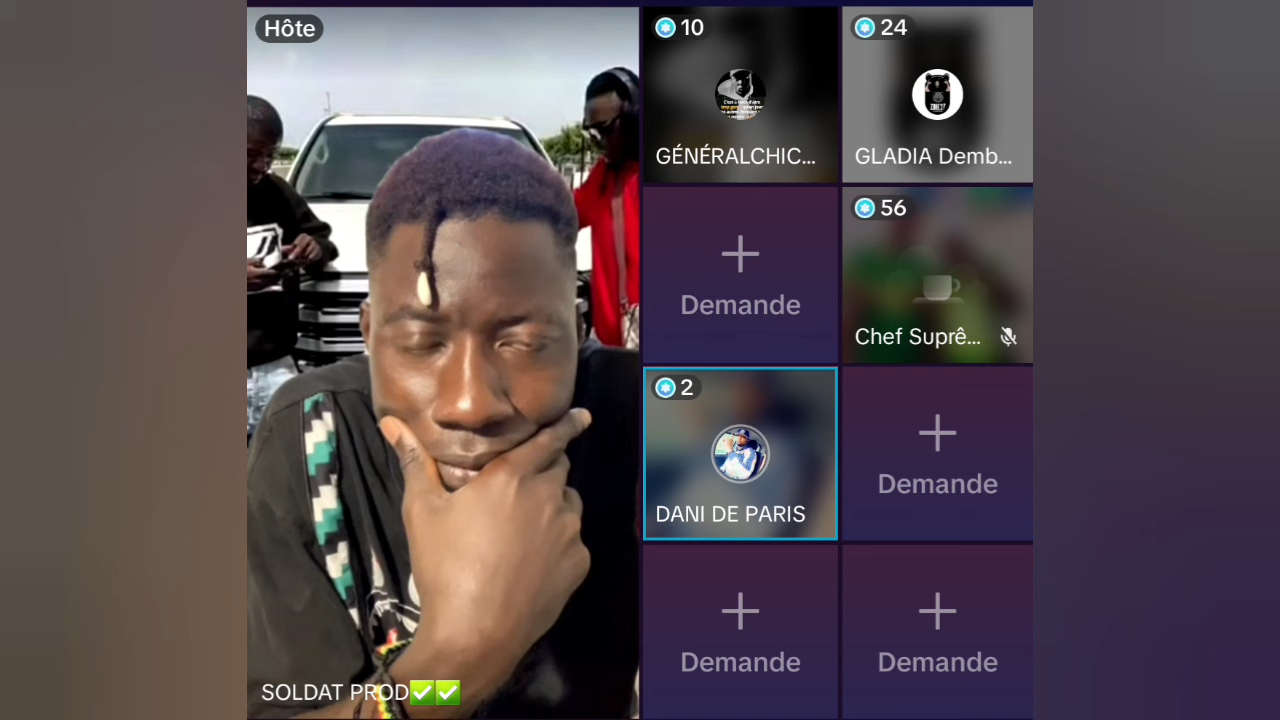 Hôte
SOLDAT PROD✅✅
10
GÉNÉRALCHIC...
24
GLADIA Demb...
Demande
56
Chef Suprê...
2
DANI DE PARIS
Demande
Demande
Demande